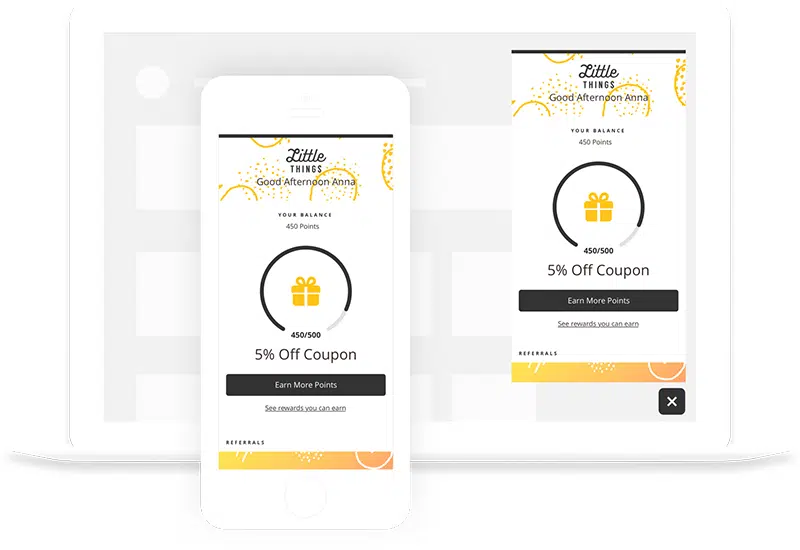 Little
THINGS
Good Afternoon Anna
YOUR BALANCE
450 Points
450/500
5% Off Coupon
Earn More Points
See rewards you can earn
REFERRALS
Little
THINGS
Good Afternoon Anna
YOUR BALANCE
450 Points
450/500
5% Off Coupon
Earn More Points
See rewards you can earn
REFERRALS